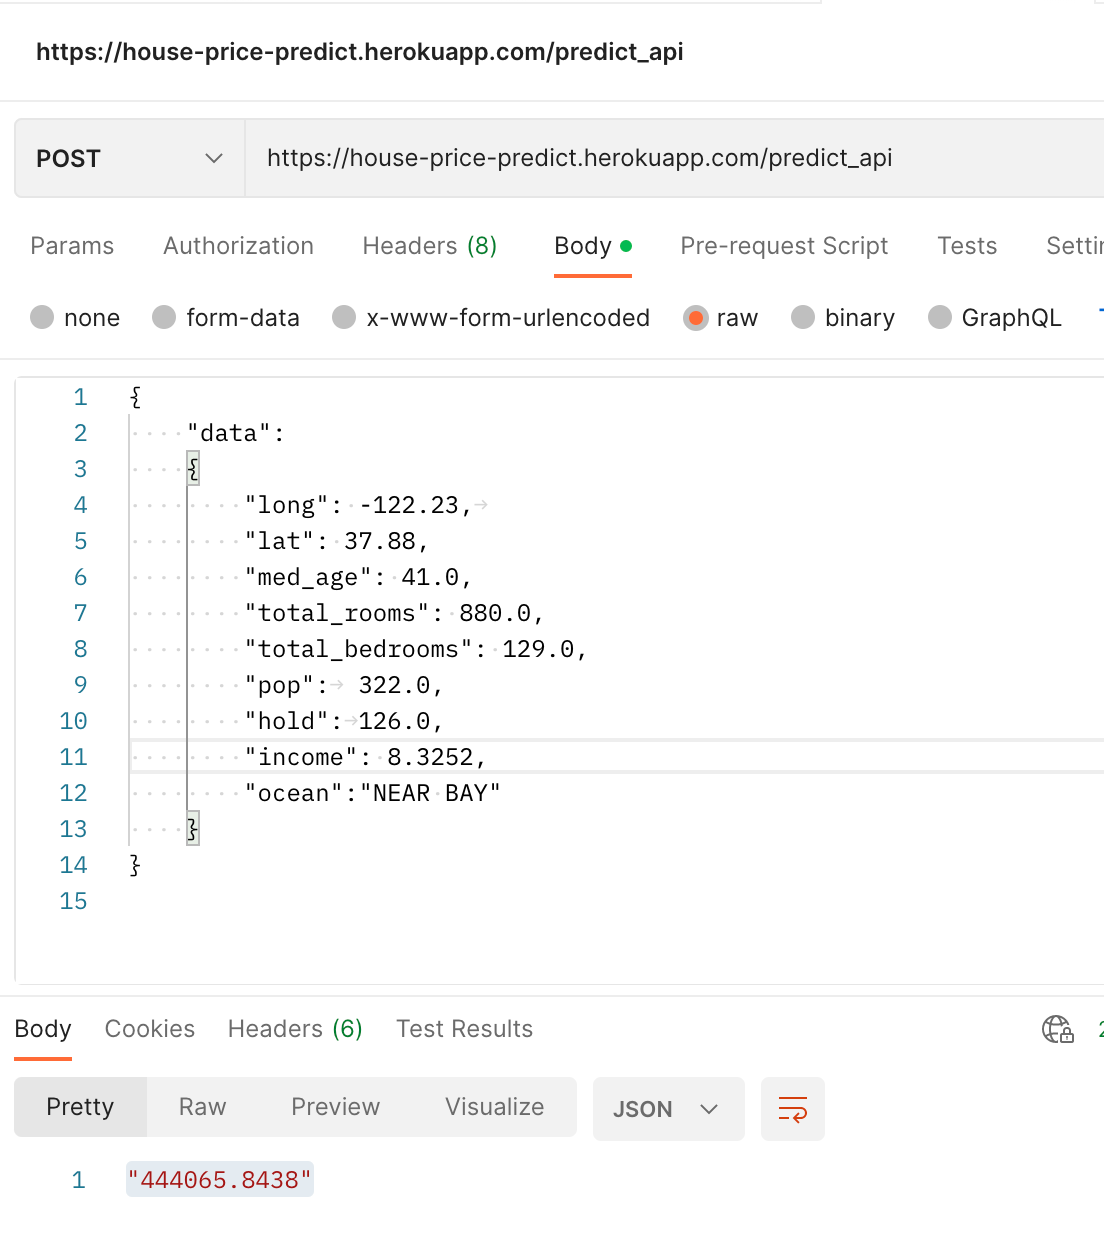 https://house-price-predict.herokuapp.com/predict_api
POST https://house-price-predict.herokuapp.com/predict_api
Params Authorization Headers (8) Body Pre-request Script Tests
none form-data x-www-form-urlencoded raw binary GraphQL
1 {
2 "data":
3 {
4 "long": -122.23,
5 "lat": 37.88,
6 "med_age": 41.0,
7 "total_rooms": 880.0,
8 "total_bedrooms": 129.0,
9 "pop": 322.0,
10 "hold": 126.0,
11 "income": 8.3252,
12 "ocean":"NEAR BAY"
13 }
14 }
15
Body Cookies Headers (6) Test Results
Pretty Raw Preview Visualize JSON
1 "444065.8438"